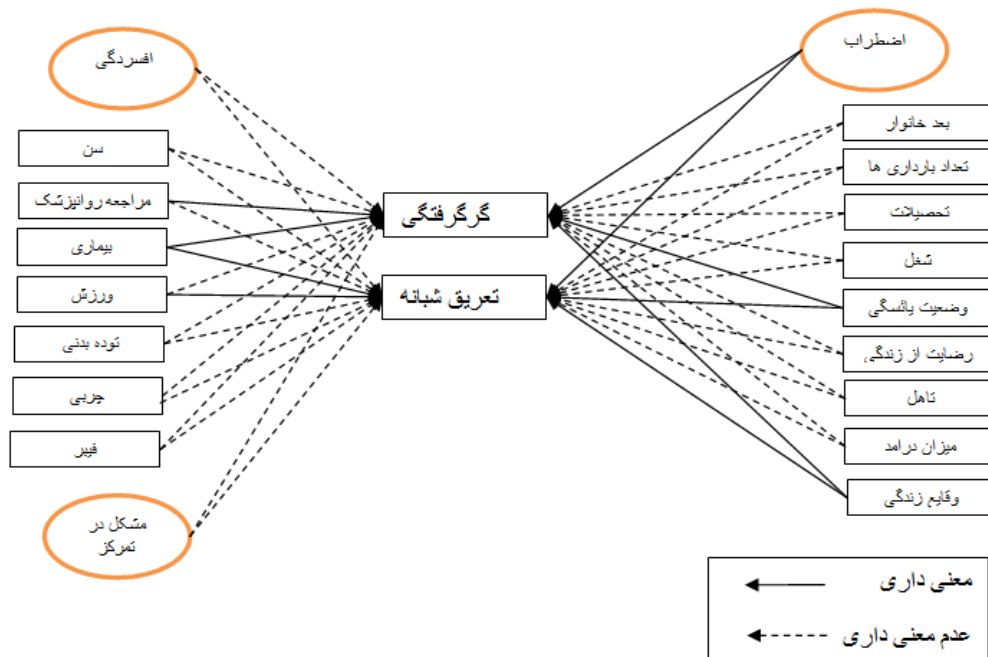 اضطراب
افسردگی
بعد خانوار
سن
تعداد بارداری ها
مراجعه روانپزشک
گرگرفتگی
تحصیلات
بیماری
شغل
تعریق شبانه
ورزش
وضعیت یائسگی
توده بدنی
رضایت از زندگی
چربی
تاهل
فیبر
میزان درامد
وقایع زندگی
مشکل در
تمرکز
معنی داری
عدم معنی داری